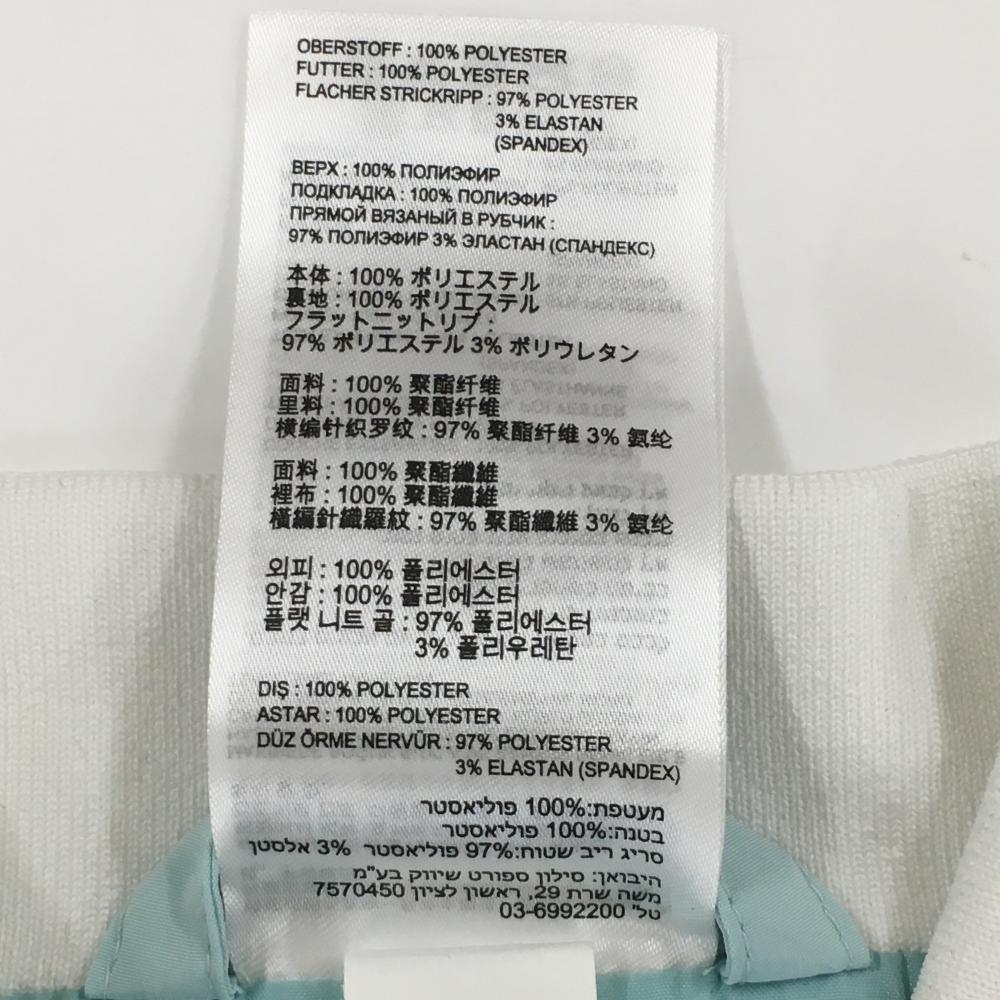 OBERSTOFF : 100% POLYESTER
FUTTER : 100% POLYESTER
FLACHER STRICKRIPP : 97% POLYESTER
3% ELASTAN
(SPANDEX)
ВЕРХ : 100% ПОЛИЭФИР
ПОДКЛАДКА : 100% ПОЛИЭФИР
ПРЯМОЙ ВЯЗАНЫЙ В РУБЧИК :
97% ПОЛИЭФИР 3% ЭЛАСТАН (СПАНДЕКС)
本体 : 100% ポリエステル
裏地 : 100% ポリエステル
フラットニットリブ :
97% ポリエステル 3% ポリウレタン
面料 : 100% 聚酯纤维
里料 : 100% 聚酯纤维
横编针织罗纹 : 97% 聚酯纤维 3% 氨纶
面料 : 100% 聚酯纖維
裡布 : 100% 聚酯纖維
橫編針織羅紋 : 97% 聚酯纖維 3% 氨纶
외피 : 100% 폴리에스터
안감 : 100% 폴리에스터
플랫 니트 골 : 97% 폴리에스터
3% 폴리우레탄
DIŞ : 100% POLYESTER
ASTAR : 100% POLYESTER
DÜZ ÖRME NERVÜR : 97% POLYESTER
3% ELASTAN (SPANDEX)
מעטפת:100% פוליאסטר
בטנה:100% פוליאסטר
סריג ריב שטוח:97% פוליאסטר 3% אלסטן
היבואן: סילון ספורט שיווק בע"מ
משה שרת 29, ראשון לציון 7570450
טל' 03-6992200